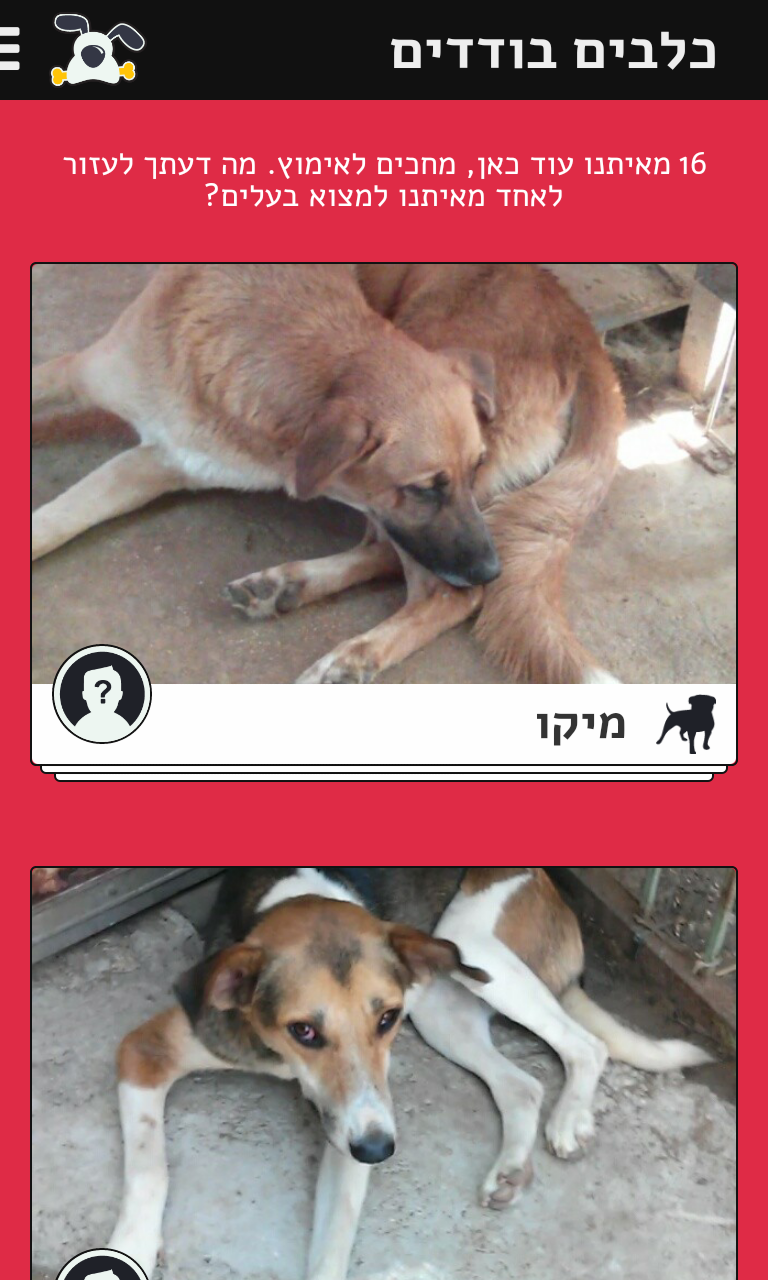 כלבים בודדים
16 מאיתנו עוד כאן, מחכים לאימוץ. מה דעתך לעזור
לאחד מאיתנו למצוא בעלים?
?
מיקו